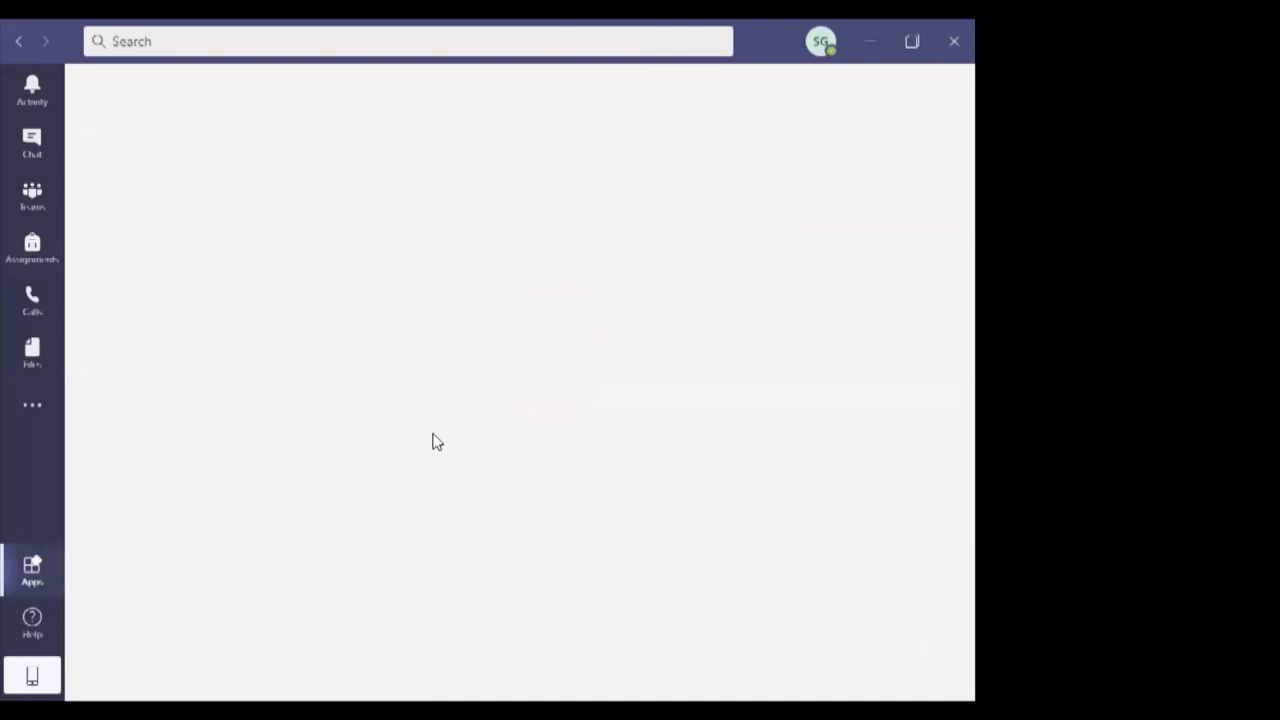 Search
SG
Activity
Chat
Teams
Assignments
Calls
Files
Apps
Help